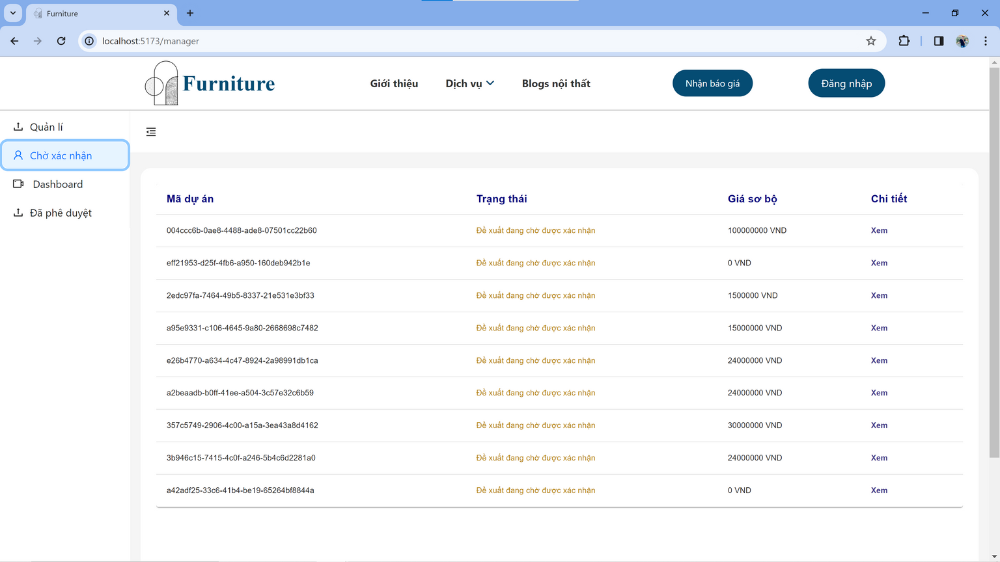 Furniture
localhost:5173/manager
Furniture
Giới thiệu
Dịch vụ
Blogs nội thất
Nhận báo giá
Đăng nhập
Quản lí
Chờ xác nhận
Dashboard
Đã phê duyệt
Mã dự án Trạng thái Giá sơ bộ Chi tiết
004ccc6b-0ae8-4488-ade8-07501cc22b60 Đề xuất đang chờ được xác nhận 100000000 VND Xem
eff21953-d25f-4fb6-a950-160deb942b1e Đề xuất đang chờ được xác nhận 0 VND Xem
2edc97fa-7464-49b5-8337-21e531e3bf33 Đề xuất đang chờ được xác nhận 1500000 VND Xem
a95e9331-c106-4645-9a80-2668698c7482 Đề xuất đang chờ được xác nhận 15000000 VND Xem
e26b4770-a634-4c47-8924-2a98991db1ca Đề xuất đang chờ được xác nhận 24000000 VND Xem
a2beaadb-b0ff-41ee-a504-3c57e32c6b59 Đề xuất đang chờ được xác nhận 24000000 VND Xem
357c5749-2906-4c00-a15a-3ea43a8d4162 Đề xuất đang chờ được xác nhận 30000000 VND Xem
3b946c15-7415-4c0f-a246-5b4c6d2281a0 Đề xuất đang chờ được xác nhận 24000000 VND Xem
a42adf25-33c6-41b4-be19-65264bf8844a Đề xuất đang chờ được xác nhận 0 VND Xem